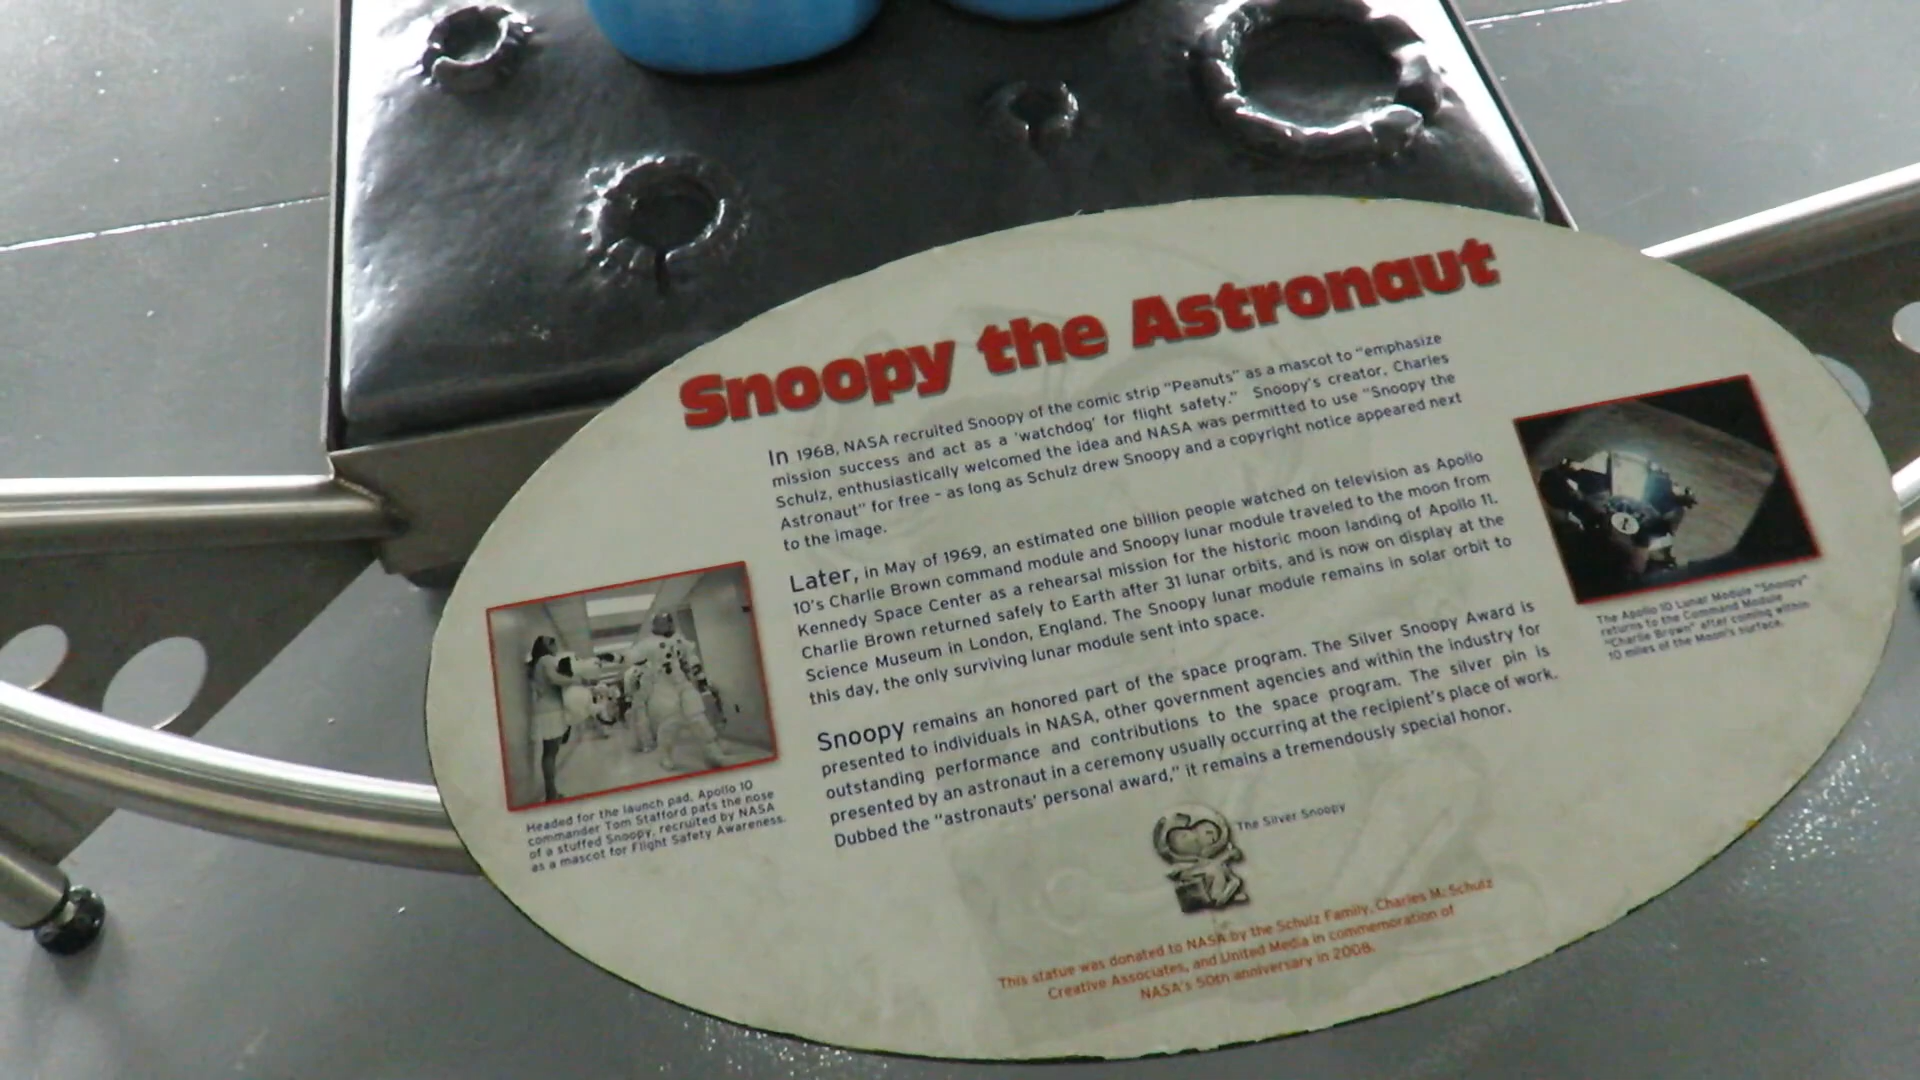 Snoopy the Astronaut
In 1968, NASA recruited Snoopy of the comic strip "Peanuts" as a mascot to "emphasize
mission success and act as a 'watchdog' for flight safety." Snoopy's creator, Charles
Schulz, enthusiastically welcomed the idea and NASA was permitted to use "Snoopy the
Astronaut" for free - as long as Schulz drew Snoopy and a copyright notice appeared next
to the image.
Later, in May of 1969, an estimated one billion people watched on television as Apollo
10's Charlie Brown command module and Snoopy lunar module traveled to the moon from
Kennedy Space Center as a rehearsal mission for the historic moon landing of Apollo 11.
Charlie Brown returned safely to Earth after 31 lunar orbits, and is now on display at the
Science Museum in London, England. The Snoopy lunar module remains in solar orbit to
this day, the only surviving lunar module sent into space.
Snoopy remains an honored part of the space program. The Silver Snoopy Award is
presented to individuals in NASA, other government agencies and within the industry for
outstanding performance and contributions to the space program. The silver pin is
presented by an astronaut in a ceremony usually occurring at the recipient's place of work.
Dubbed the "astronauts' personal award," it remains a tremendously special honor.
Headed for the launch pad, Apollo 10
commander Tom Stafford pats the nose
of a stuffed Snoopy, recruited by NASA
as a mascot for Flight Safety Awareness.
The Apollo 10 Lunar Module "Snoopy"
returns to the Command Module
"Charlie Brown" after coming within
10 miles of the Moon's surface.
The Silver Snoopy
This statue was donated to NASA by the Schulz Family, Charles M. Schulz
Creative Associates, and United Media in commemoration of
NASA's 50th anniversary in 2008.